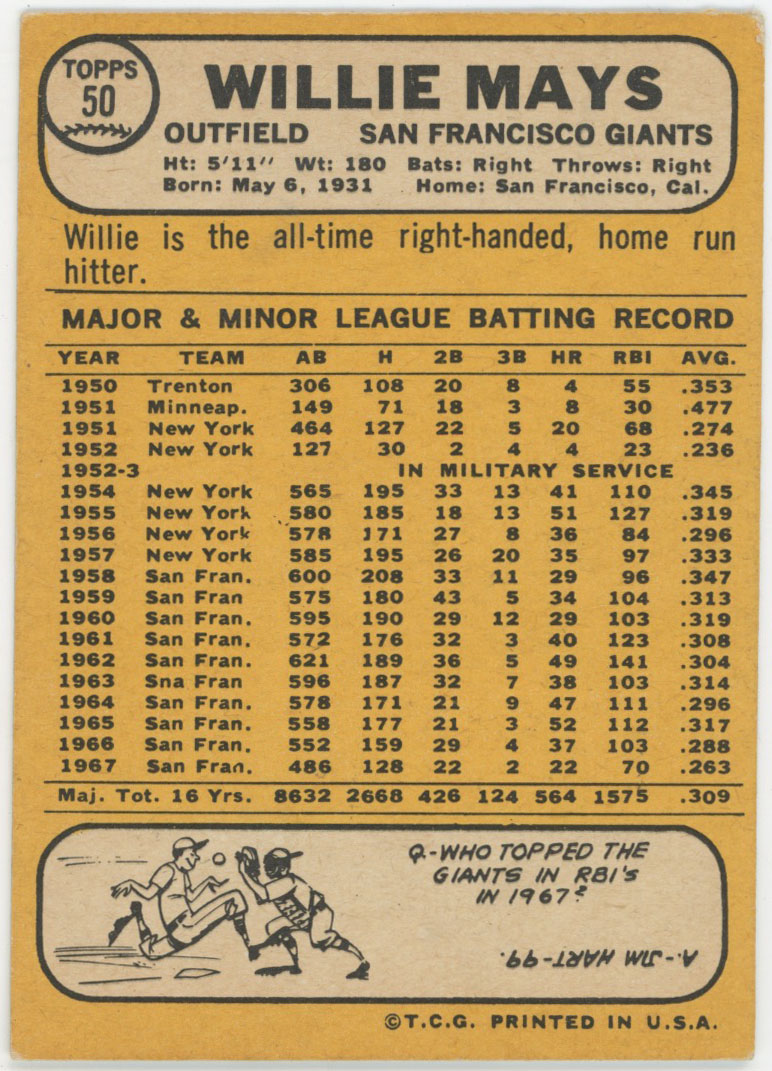 TOPPS
50
WILLIE MAYS
OUTFIELD SAN FRANCISCO GIANTS
Ht: 5'11" Wt: 180 Bats: Right Throws: Right
Born: May 6, 1931 Home: San Francisco, Cal.
Willie is the all-time right-handed, home run
hitter.
MAJOR & MINOR LEAGUE BATTING RECORD
YEAR TEAM AB H 2B 3B HR RBI AVG.
1950 Trenton 306 108 20 8 4 55 .353
1951 Minneap. 149 71 18 3 8 30 .477
1951 New York 464 127 22 5 20 68 .274
1952 New York 127 30 2 4 4 23 .236
1952-3 IN MILITARY SERVICE
1954 New York 565 195 33 13 41 110 .345
1955 New York 580 185 18 13 51 127 .319
1956 New York 578 171 27 8 36 84 .296
1957 New York 585 195 26 20 35 97 .333
1958 San Fran. 600 208 33 11 29 96 .347
1959 San Fran 575 180 43 5 34 104 .313
1960 San Fran. 595 190 29 12 29 103 .319
1961 San Fran. 572 176 32 3 40 123 .308
1962 San Fran. 621 189 36 5 49 141 .304
1963 Sna Fran 596 187 32 7 38 103 .314
1964 San Fran. 578 171 21 9 47 111 .296
1965 San Fran. 558 177 21 3 52 112 .317
1966 San Fran. 552 159 29 4 37 103 .288
1967 San Fran. 486 128 22 2 22 70 .263
Maj. Tot. 16 Yrs. 8632 2668 426 124 564 1575 .309
Q.-WHO TOPPED THE
GIANTS IN RBI's
IN 1967?
A.-JIM HART-99.
©T.C.G. PRINTED IN U.S.A.